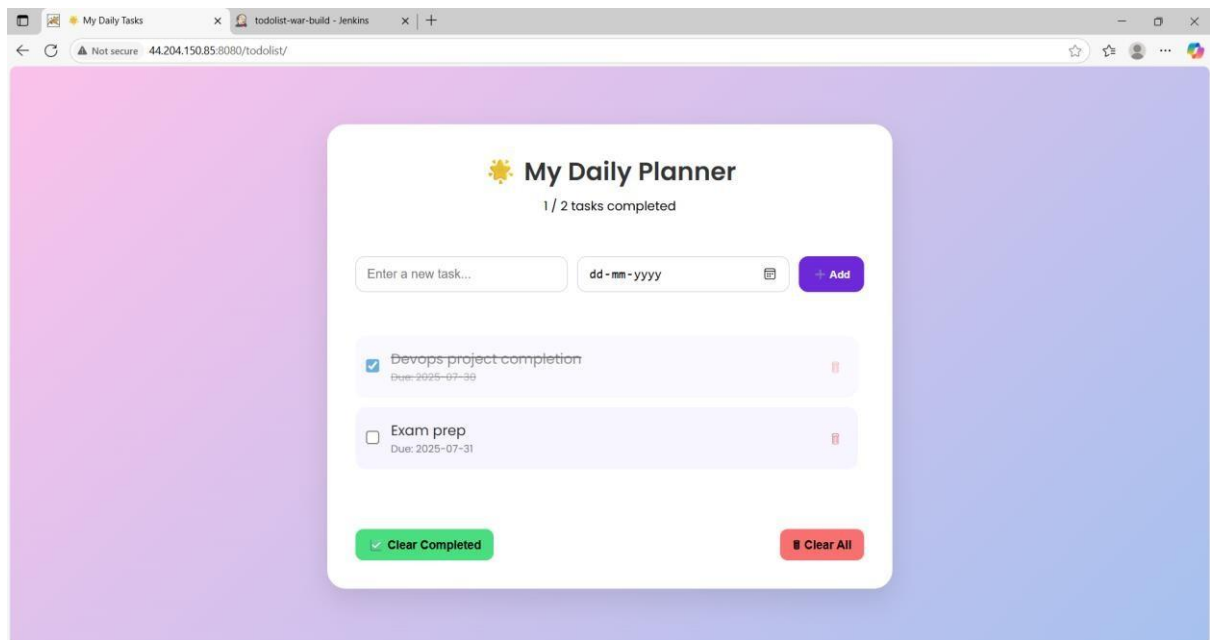 My Daily Tasks
todolist-war-build - Jenkins
Not secure 44.204.150.85:8080/todolist/
My Daily Planner
1 / 2 tasks completed
Enter a new task...
dd-mm-yyyy
+ Add
Devops project completion
Due: 2025-07-30
Exam prep
Due: 2025-07-31
Clear Completed
Clear All